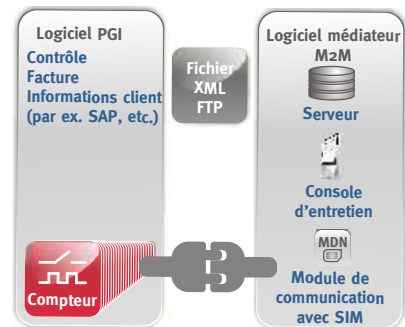 Logiciel PGI
Contrôle
Facture
Informations client
(par ex. SAP, etc.)
Compteur
Fichier
XML
FTP
Logiciel médiateur
M2M
Serveur
Console
d'entretien
MDN
Module de
communication
avec SIM